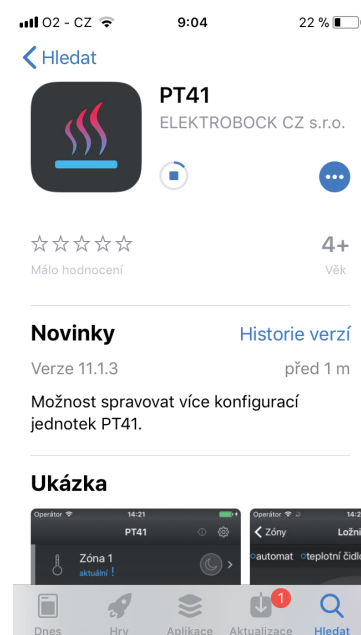 O2 - CZ 9:04 22 %
Hledat
PT41
ELEKTROBOCK CZ s.r.o.
4+
Málo hodnocení Věk
Novinky Historie verzí
Verze 11.1.3 před 1 m
Možnost spravovat více konfigurací
jednotek PT41.
Ukázka
Operátor 14:21 Operátor 14:2
PT41 Zóny Ložni
Zóna 1 automat teplotní čidlo
aktuální !
1
Dnes Hry Aplikace Aktualizace Hledat